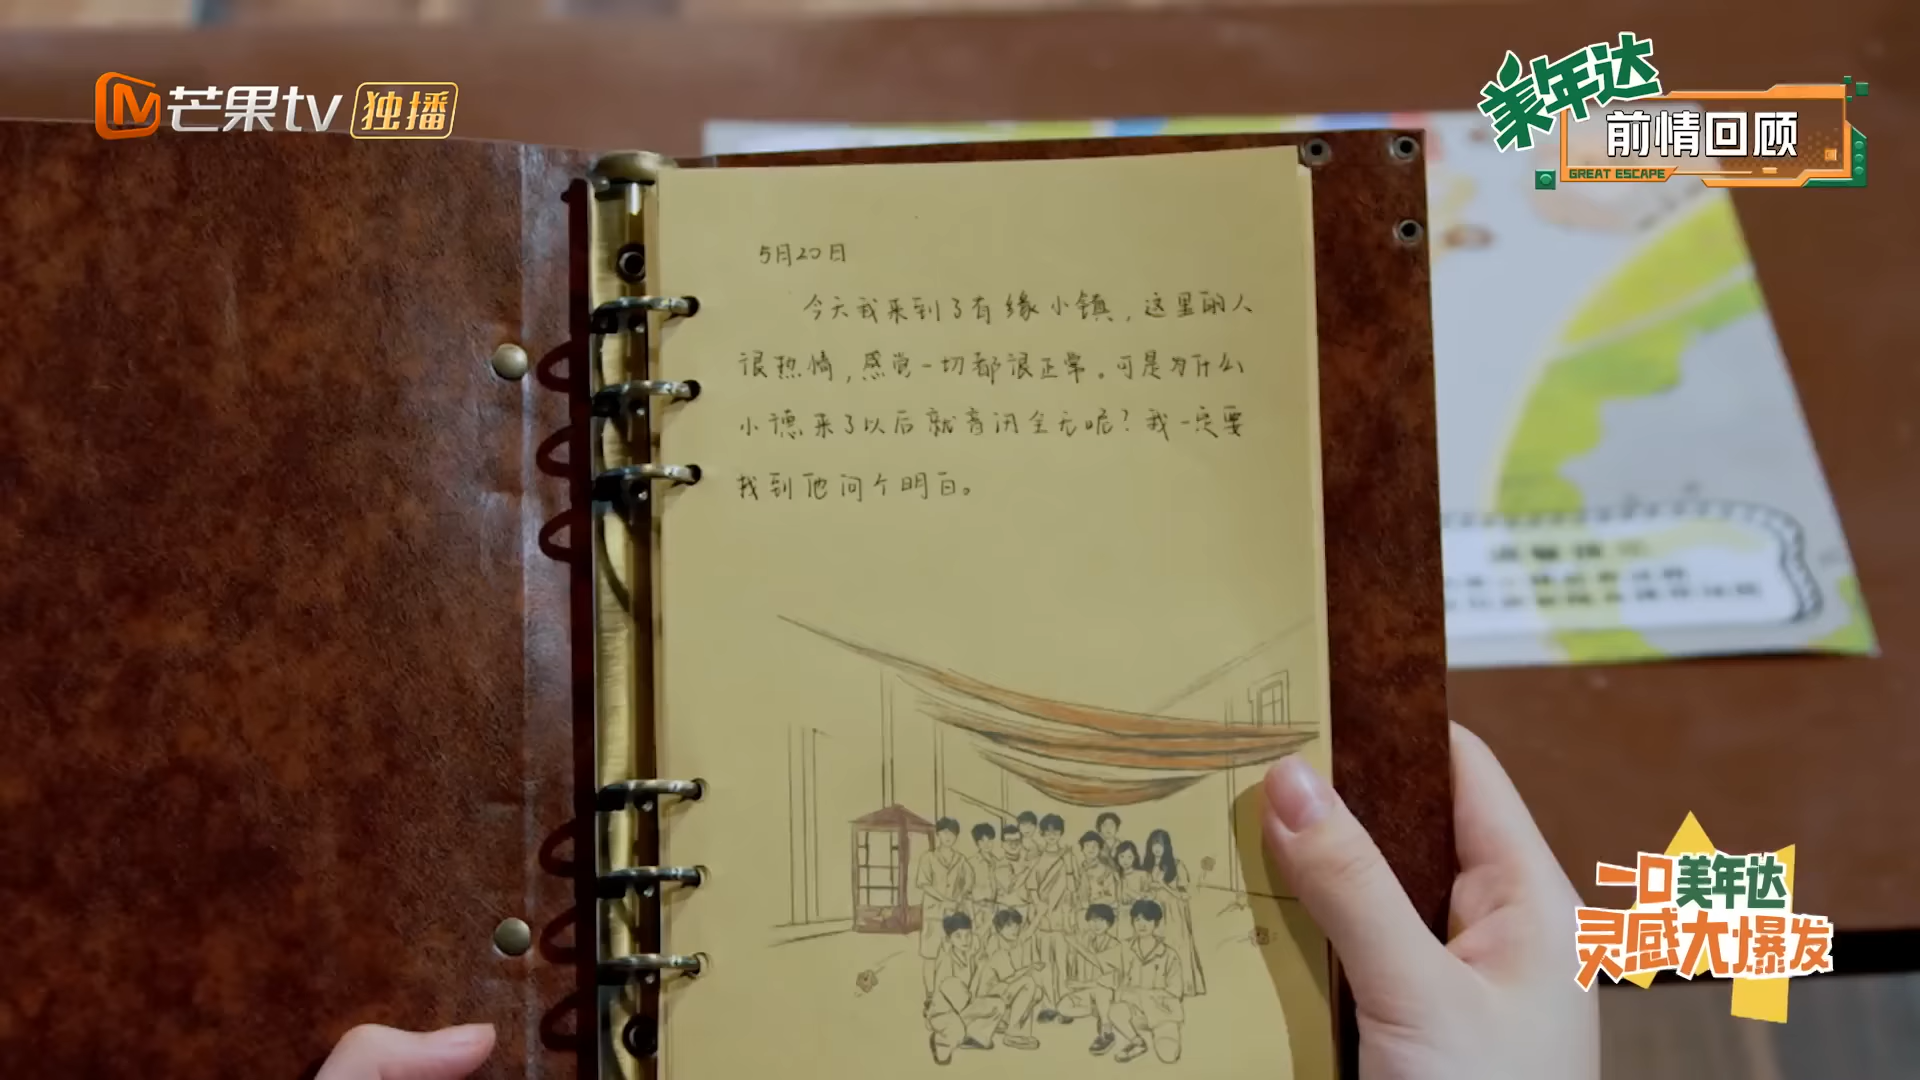 芒果tv 独播
美年达
前情回顾
GREAT ESCAPE
5月20日
今天我来到了有缘小镇，这里的人
很热情，感觉一切都很正常。可是为什么
小德来了以后就音讯全无呢？我一定要
找到他问个明白。
一口美年达
灵感大爆发